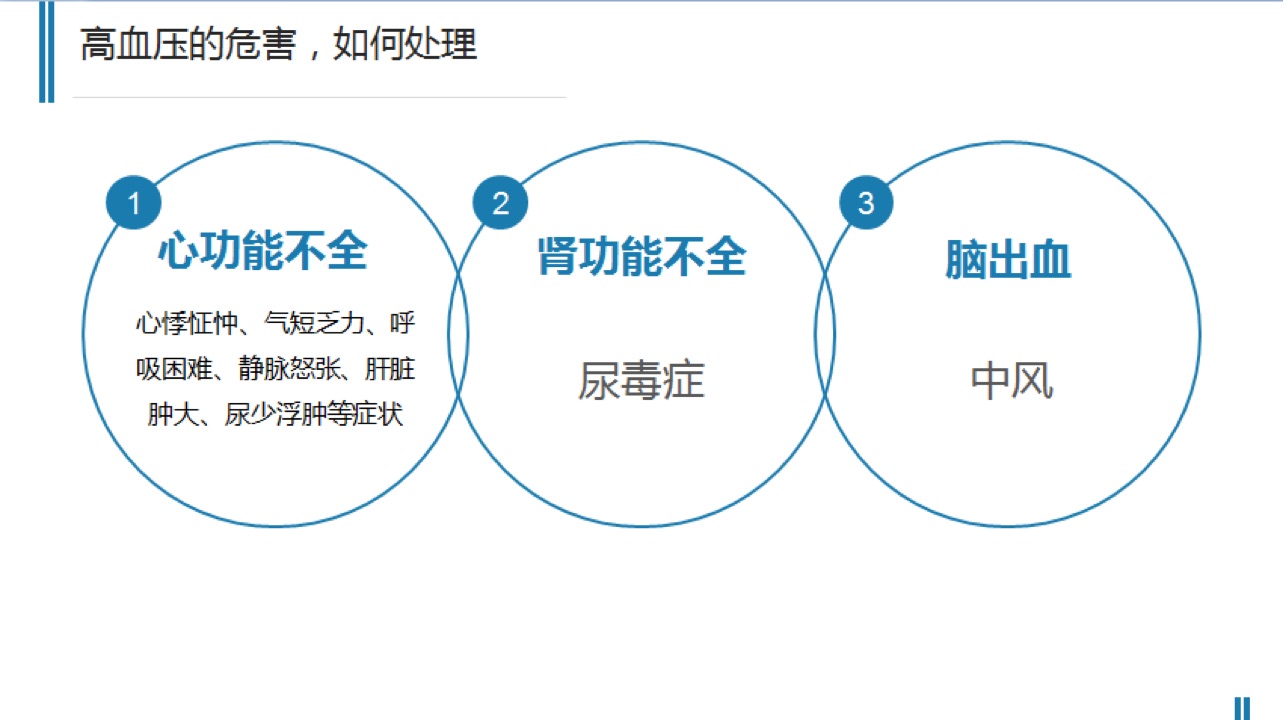 高血压的危害，如何处理
1
心功能不全
心悸怔忡、气短乏力、呼
吸困难、静脉怒张、肝脏
肿大、尿少浮肿等症状
2
肾功能不全
尿毒症
3
脑出血
中风